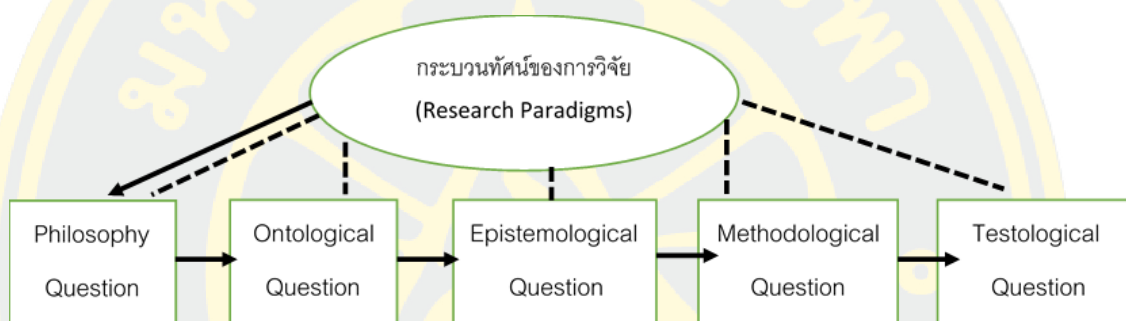 กระบวนทัศน์ของการวิจัย
(Research Paradigms)
Philosophy
Question
Ontological
Question
Epistemological
Question
Methodological
Question
Testological
Question